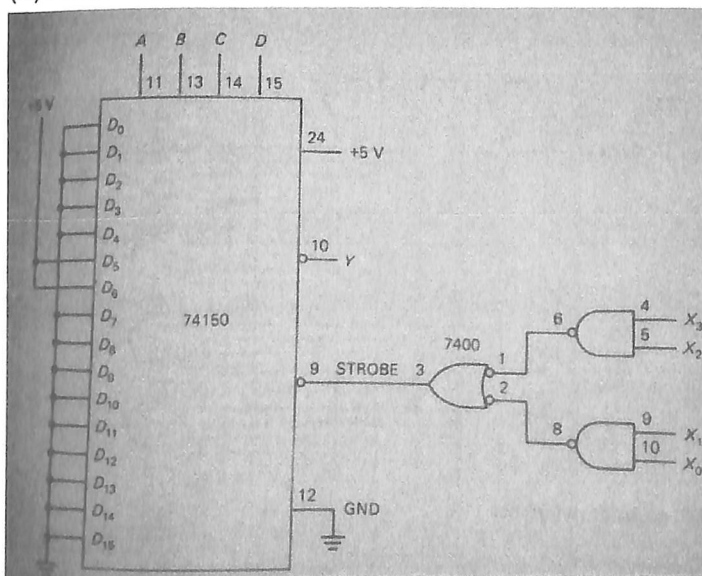 A B C D
11 13 14 15
+5 V
D0
24
+5 V
D1
D2
D3
D4
10
Y
D5
D6
D7
74150
D8
D9
9 STROBE 3
7400
1
2
6
4
X3
5
X2
D10
D11
8
9
X1
10
X0
D12
D13
12
GND
D14
D15